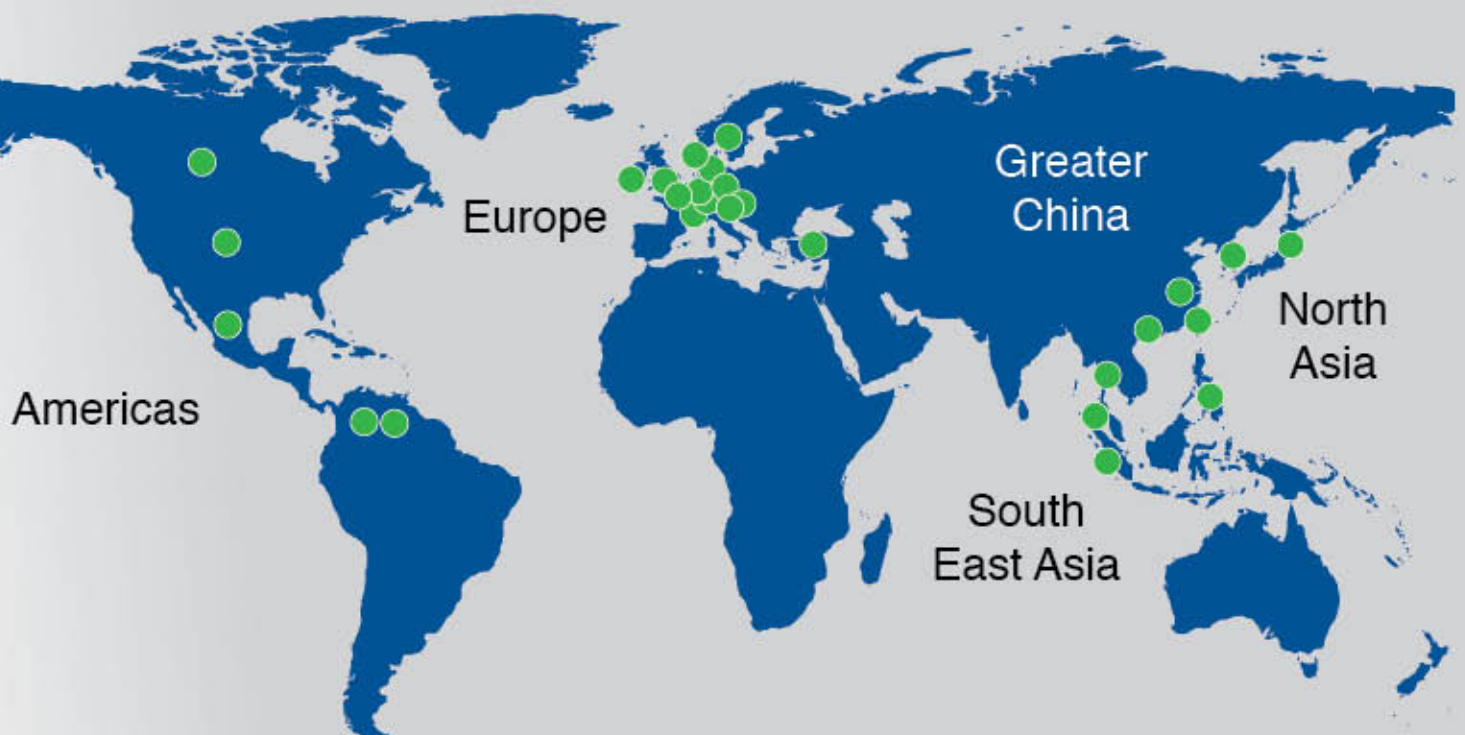 Greater
China
Europe
North
Asia
Americas
South
East Asia